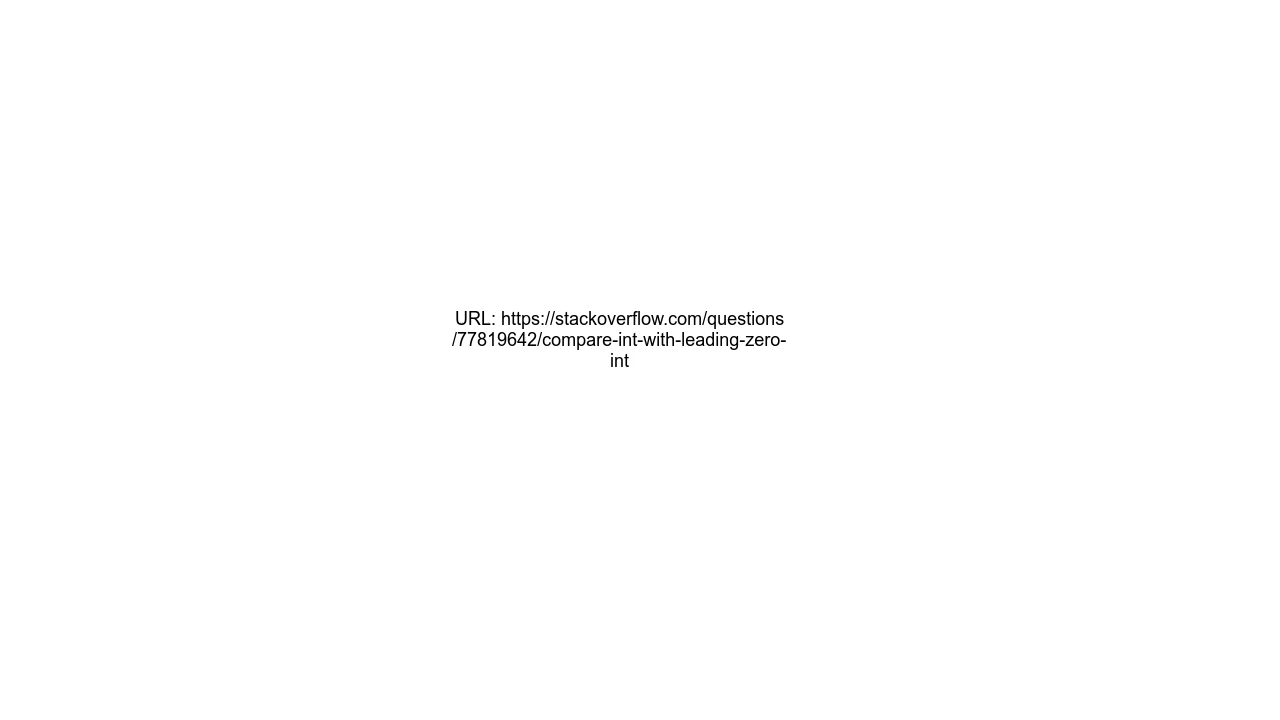 URL: https://stackoverflow.com/questions
/77819642/compare-int-with-leading-zero-
int